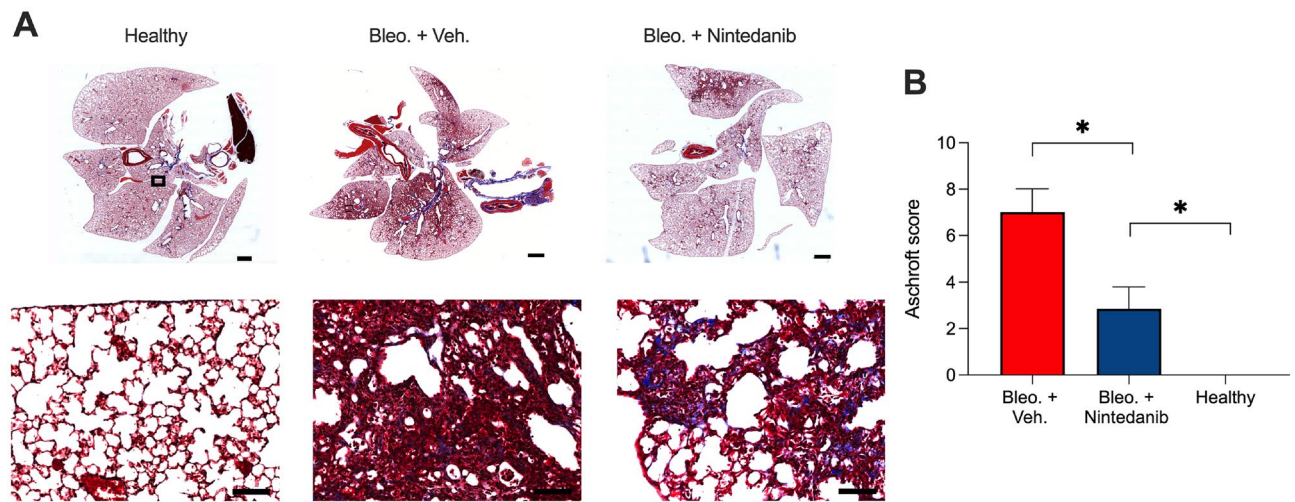 A
Healthy
Bleo. + Veh.
Bleo. + Nintedanib
B
*
*
Aschroft score
10
8
6
4
2
0
Bleo. +
Veh.
Bleo. +
Nintedanib
Healthy